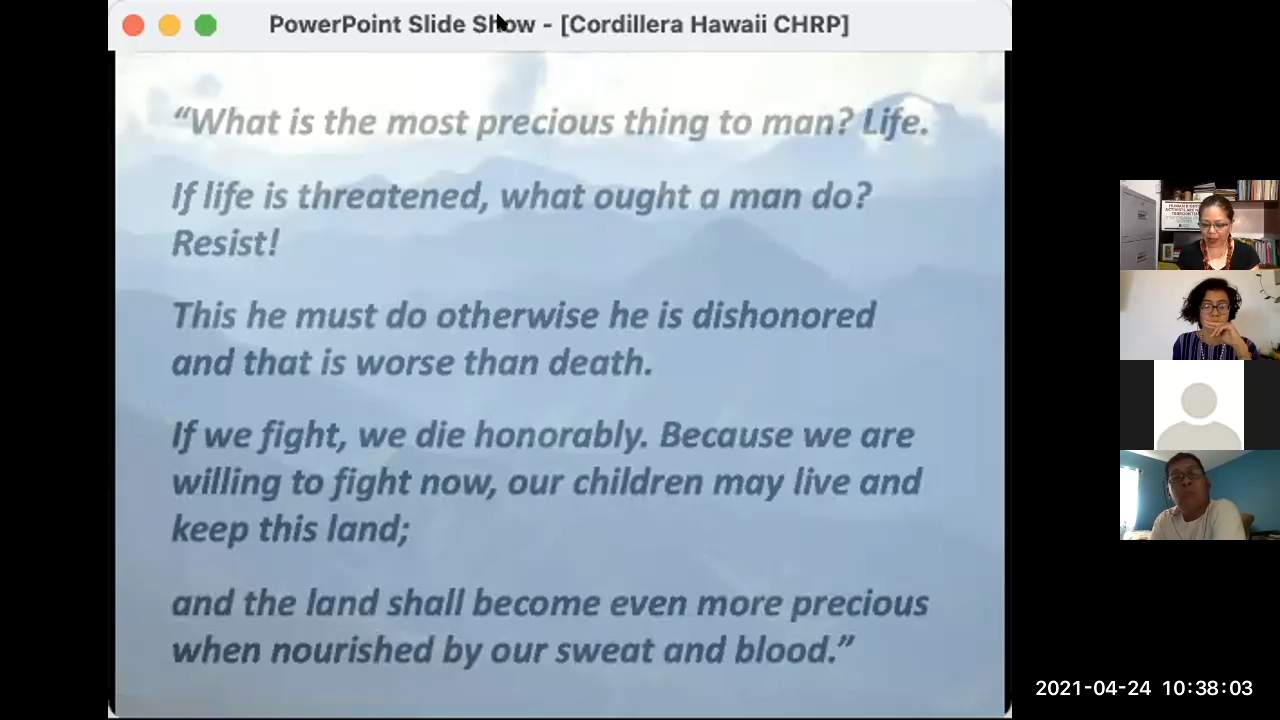 PowerPoint Slide Show - [Cordillera Hawaii CHRP]
“What is the most precious thing to man? Life.
If life is threatened, what ought a man do?
Resist!
This he must do otherwise he is dishonored
and that is worse than death.
If we fight, we die honorably. Because we are
willing to fight now, our children may live and
keep this land;
and the land shall become even more precious
when nourished by our sweat and blood.”
2021-04-24 10:38:03